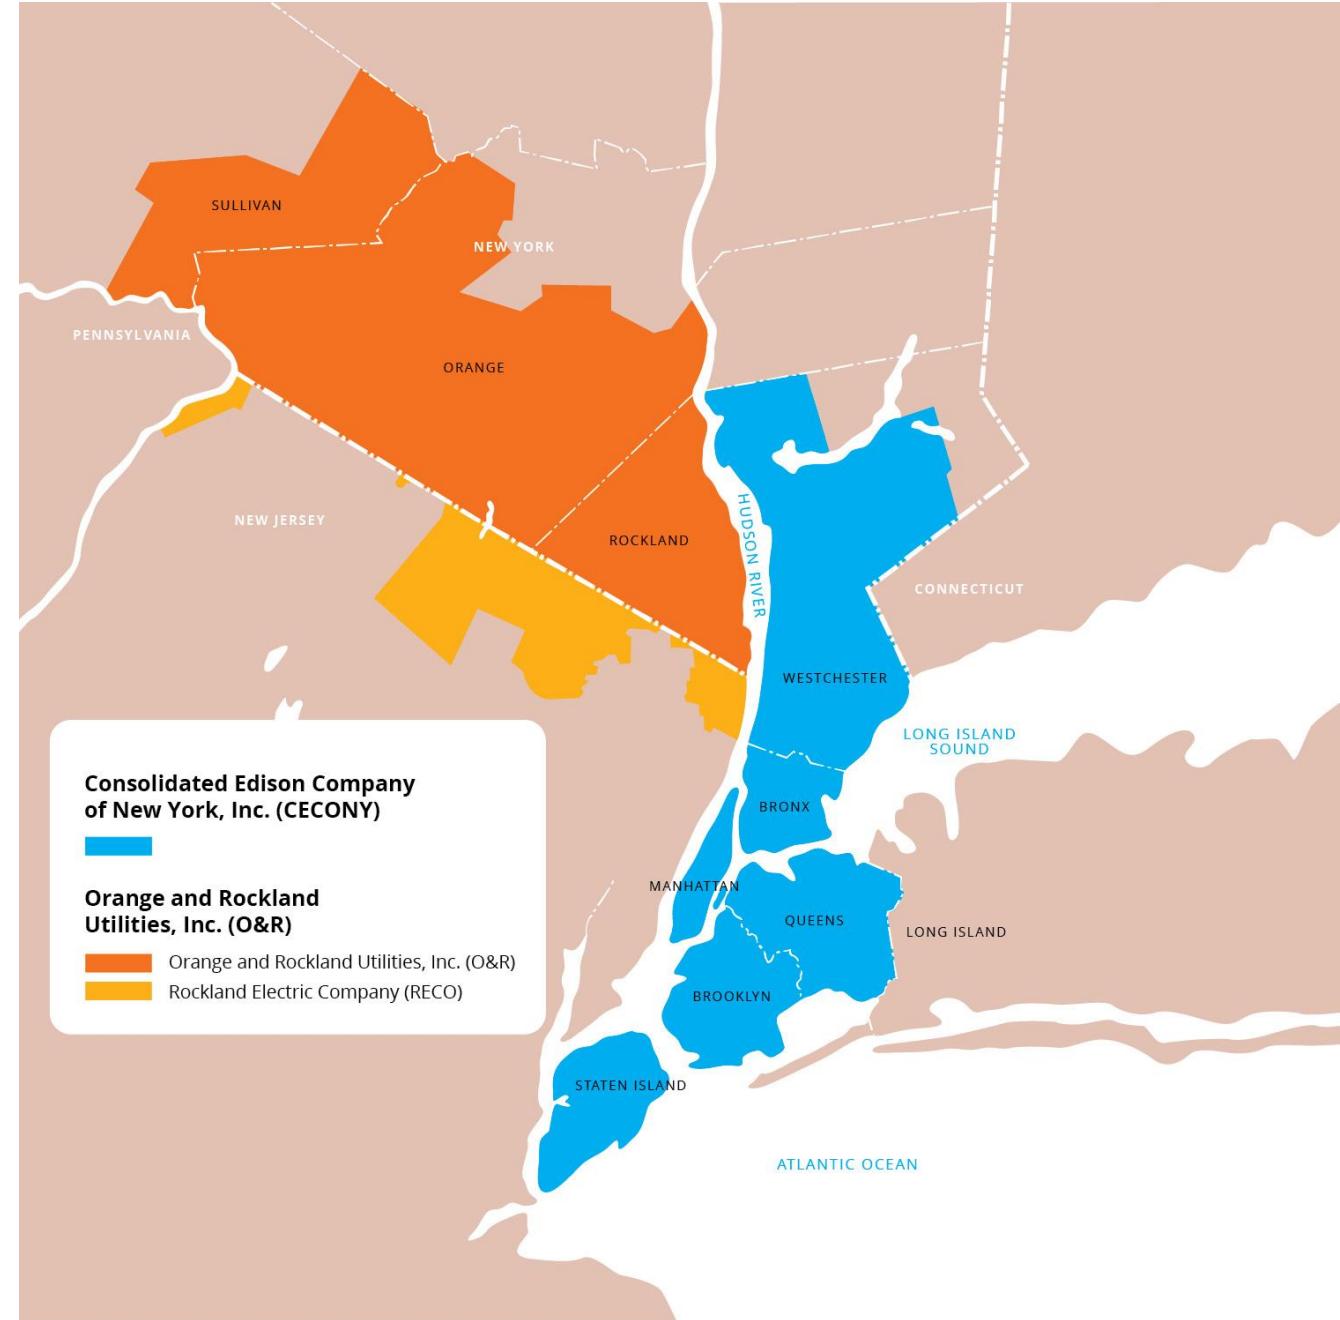 SULLIVAN
NEW YORK
PENNSYLVANIA
ORANGE
NEW JERSEY
ROCKLAND
HUDSON RIVER
CONNECTICUT
WESTCHESTER
LONG ISLAND
SOUND
BRONX
MANHATTAN
QUEENS
LONG ISLAND
BROOKLYN
STATEN ISLAND
ATLANTIC OCEAN
Consolidated Edison Company
of New York, Inc. (CECONY)
Orange and Rockland
Utilities, Inc. (O&R)
Orange and Rockland Utilities, Inc. (O&R)
Rockland Electric Company (RECO)